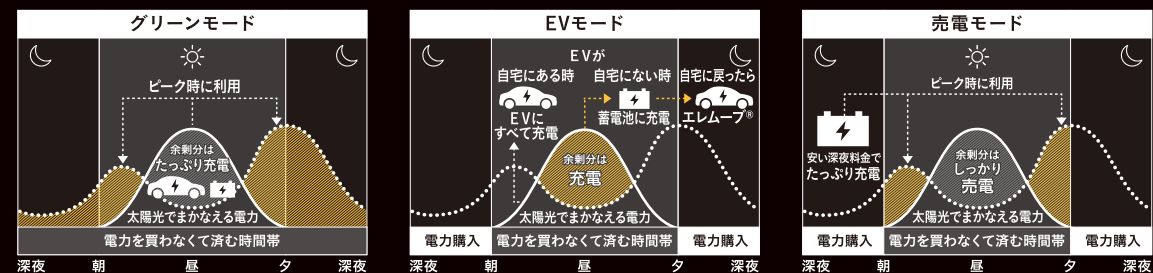 グリーンモード
ピーク時に利用
余剰分は
たっぷり充電
太陽光でまかなえる電力
電力を買わなくて済む時間帯
深夜 朝 昼 夕 深夜
EVモード
EVが
自宅にある時 自宅にない時 自宅に戻ったら
EVに
すべて充電
蓄電池に充電
エレムーブ®
余剰分は
充電
太陽光でまかなえる電力
電力購入 電力を買わなくて済む時間帯 電力購入
深夜 朝 昼 夕 深夜
売電モード
ピーク時に利用
安い深夜料金で
たっぷり充電
余剰分は
しっかり
売電
太陽光でまかなえる電力
電力購入 電力を買わなくて済む時間帯 電力購入
深夜 朝 昼 夕 深夜